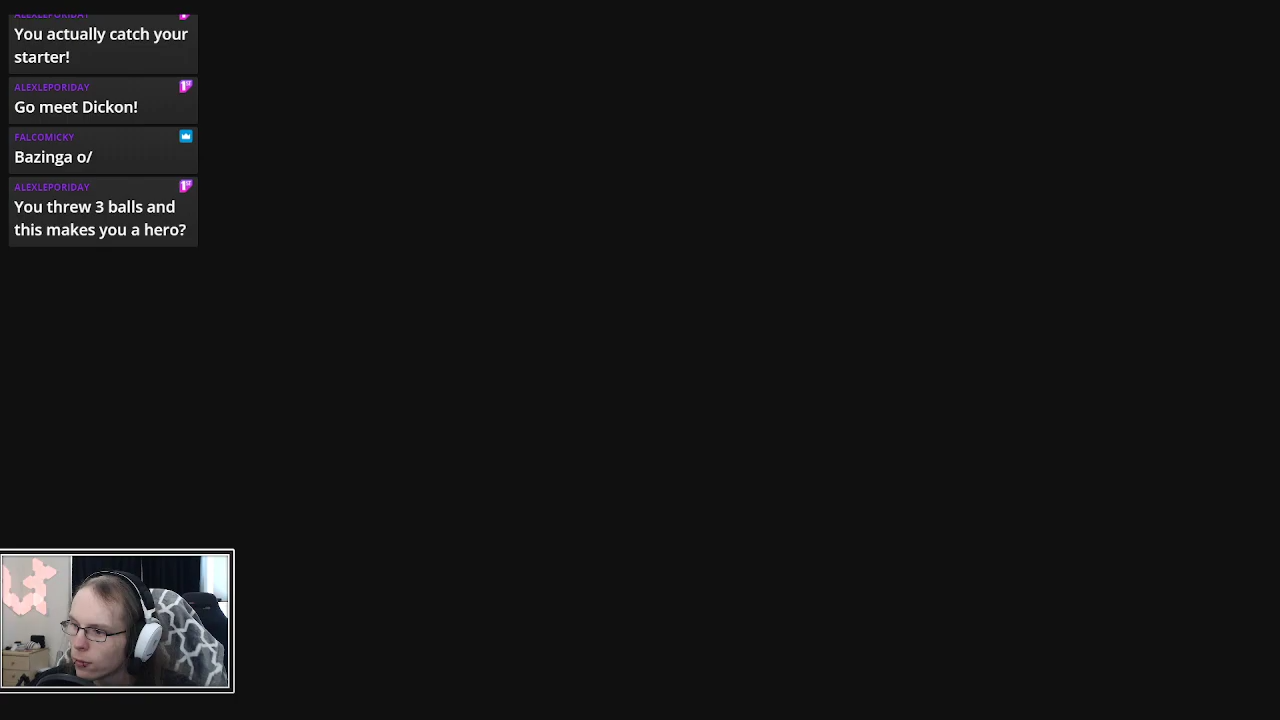 ALEXLEPORIDAY
You actually catch your
starter!
ALEXLEPORIDAY
Go meet Dickon!
FALCOMICKY
Bazinga o/
ALEXLEPORIDAY
You threw 3 balls and
this makes you a hero?